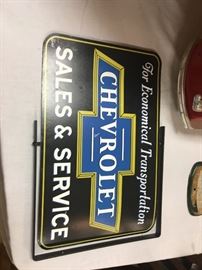 For Economical Transportation
CHEVROLET
SALES & SERVICE